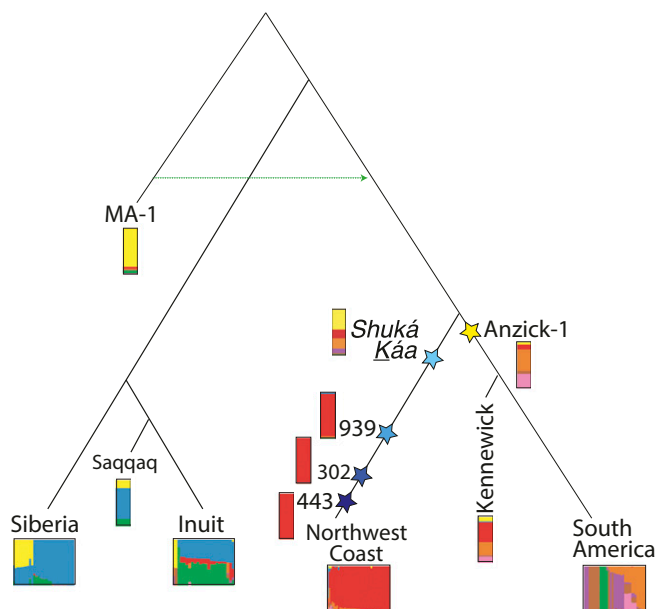 MA-1
Shuká
Káa
Anzick-1
939
302
443
Kennewick
Saqqaq
Siberia
Inuit
Northwest
Coast
South
America